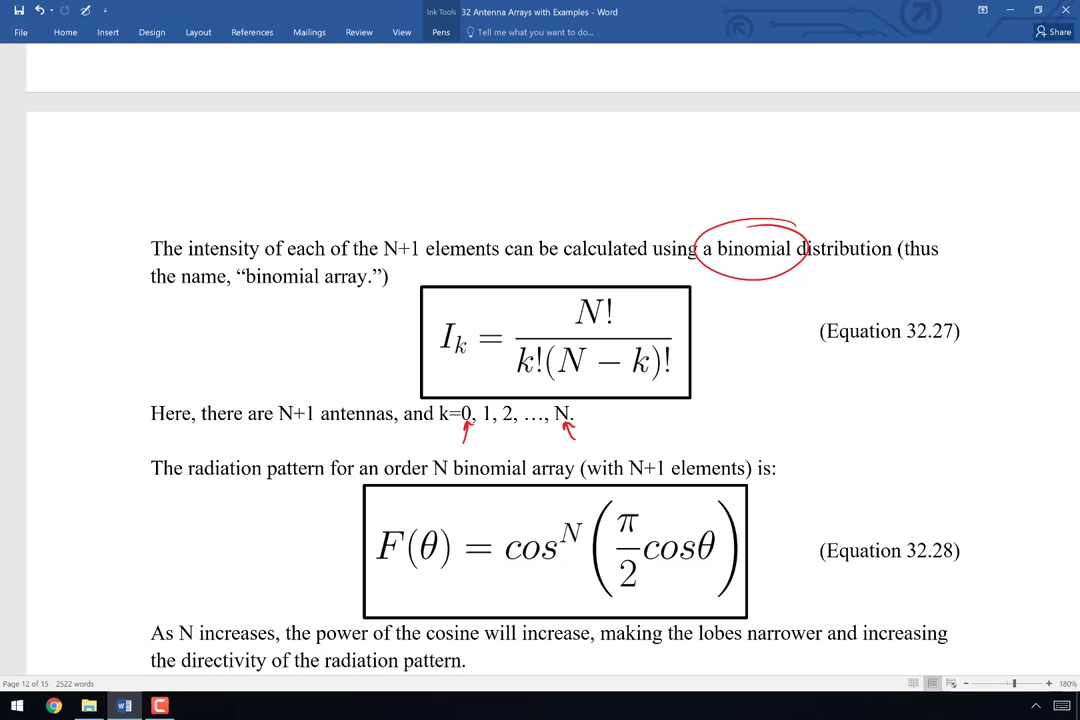 Ink Tools
32 Antenna Arrays with Examples - Word
File Home Insert Design Layout References Mailings Review View Pens Tell me what you want to do... Share
The intensity of each of the N+1 elements can be calculated using a binomial distribution (thus
the name, “binomial array.”)
I_k = N! / k!(N − k)! (Equation 32.27)
Here, there are N+1 antennas, and k=0, 1, 2, …, N.
The radiation pattern for an order N binomial array (with N+1 elements) is:
F(θ) = cos^N (π/2 cosθ) (Equation 32.28)
As N increases, the power of the cosine will increase, making the lobes narrower and increasing
the directivity of the radiation pattern.
Page 12 of 15 2522 words 180%